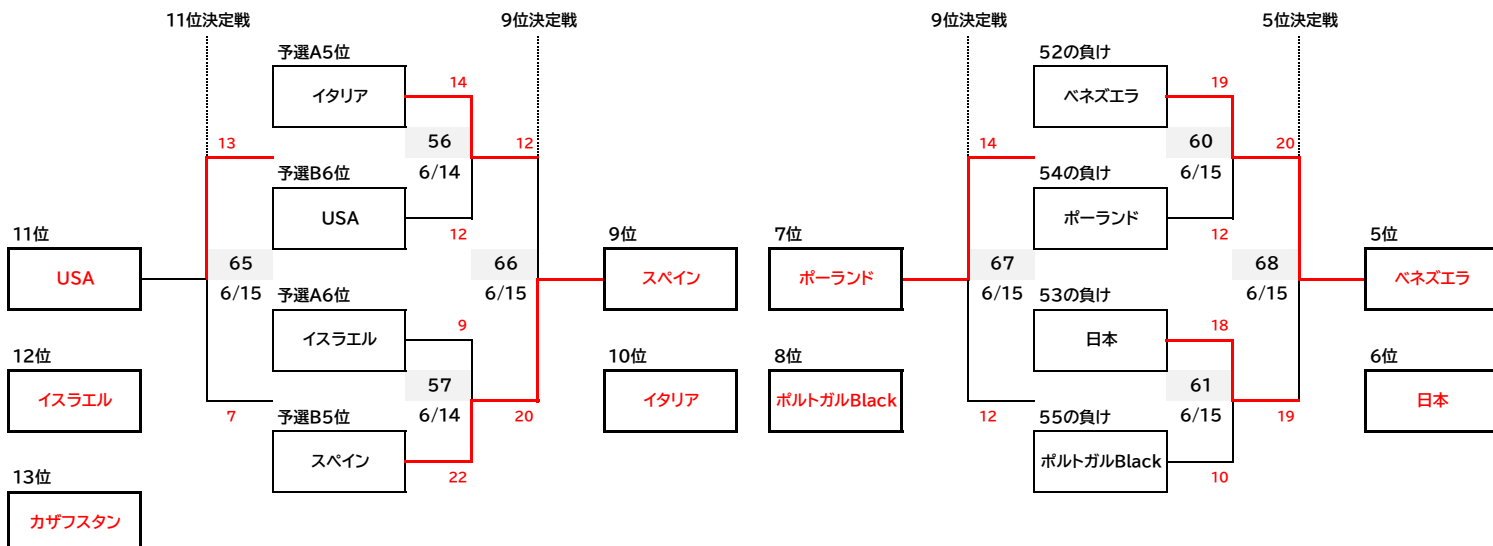 11位決定戦
9位決定戦
9位決定戦
5位決定戦
予選A5位
イタリア
14
13
56
6/14
12
予選B6位
USA
12
11位
USA
65
6/15
66
6/15
9位
スペイン
予選A6位
イスラエル
9
12位
イスラエル
10位
イタリア
57
6/14
7
20
予選B5位
スペイン
22
13位
カザフスタン
52の負け
ベネズエラ
19
14
60
6/15
20
54の負け
ポーランド
12
7位
ポーランド
67
6/15
68
6/15
5位
ベネズエラ
53の負け
日本
18
8位
ポルトガルBlack
6位
日本
61
6/15
12
19
55の負け
ポルトガルBlack
10